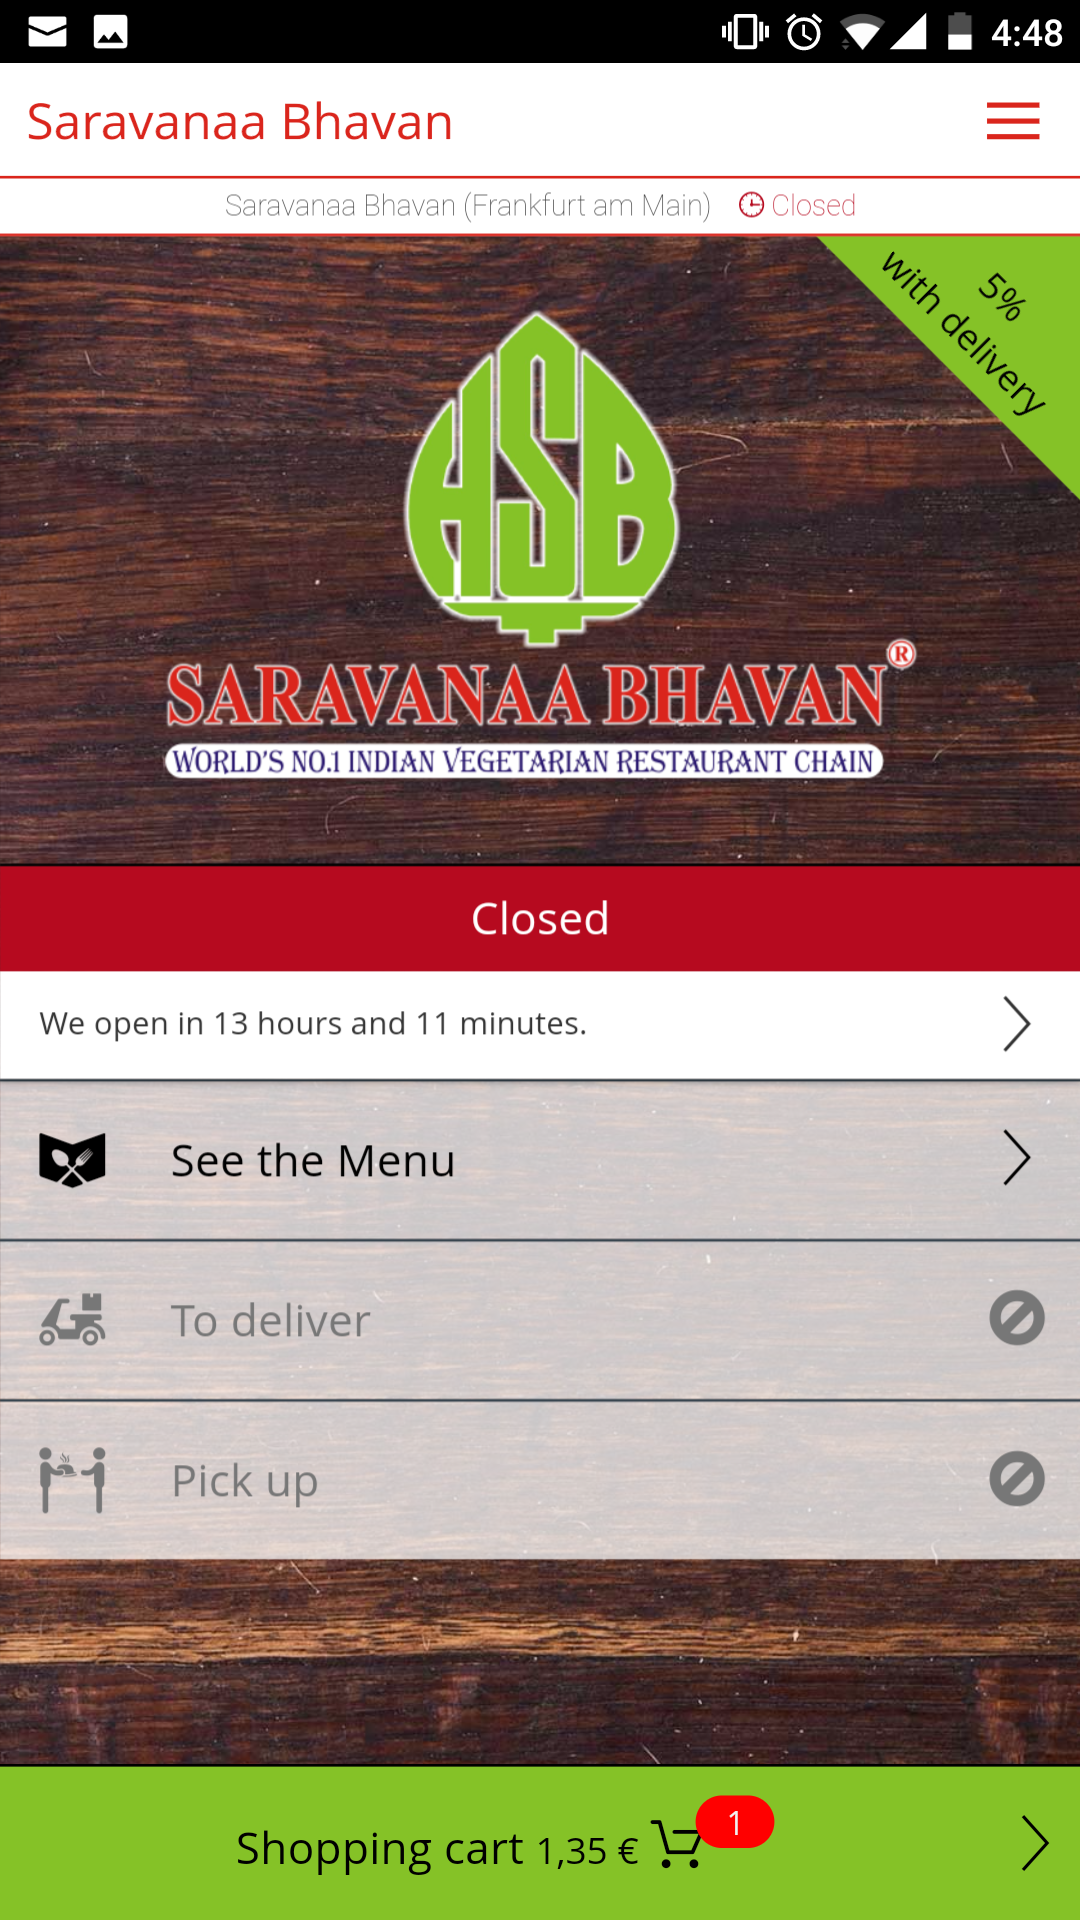 4:48
Saravanaa Bhavan
Saravanaa Bhavan (Frankfurt am Main) Closed
5%
with delivery
HSB
SARAVANAA BHAVAN®
WORLD'S NO.1 INDIAN VEGETARIAN RESTAURANT CHAIN
Closed
We open in 13 hours and 11 minutes.
See the Menu
To deliver
Pick up
Shopping cart 1,35 € 1